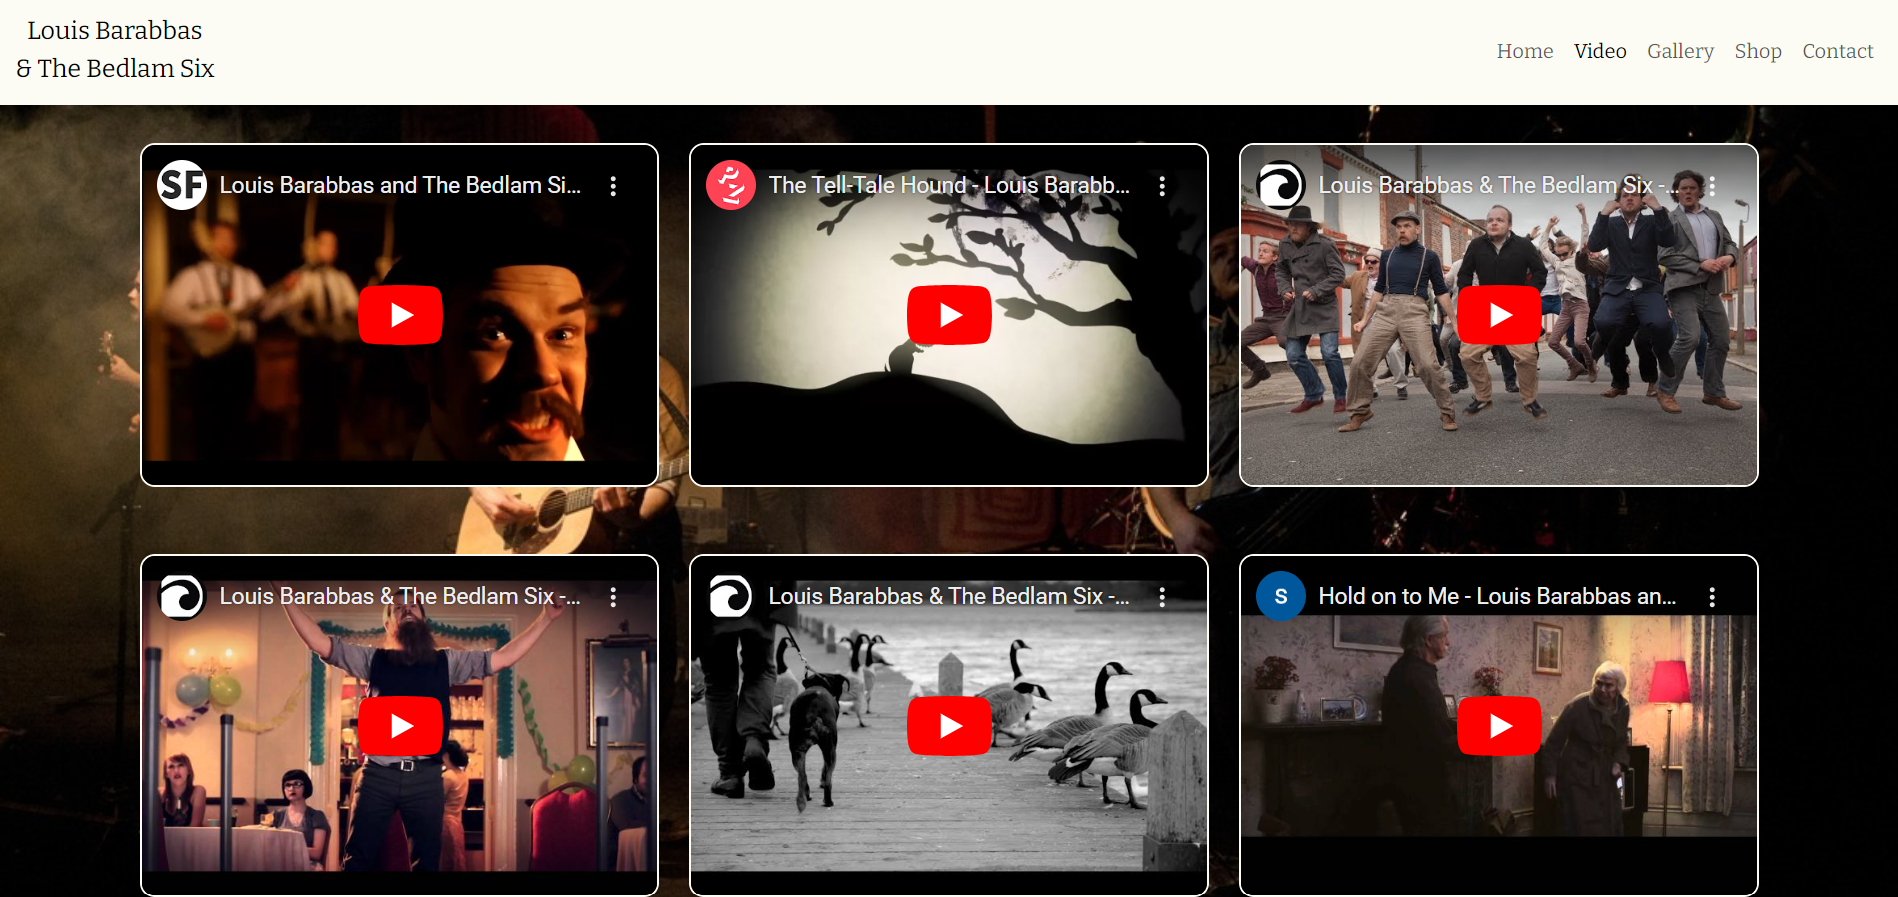 Louis Barabbas
& The Bedlam Six
Home Video Gallery Shop Contact
SF Louis Barabbas and The Bedlam Si...
The Tell-Tale Hound - Louis Barabb...
Louis Barabbas & The Bedlam Six -...
Louis Barabbas & The Bedlam Six -...
Louis Barabbas & The Bedlam Six -...
S Hold on to Me - Louis Barabbas an...